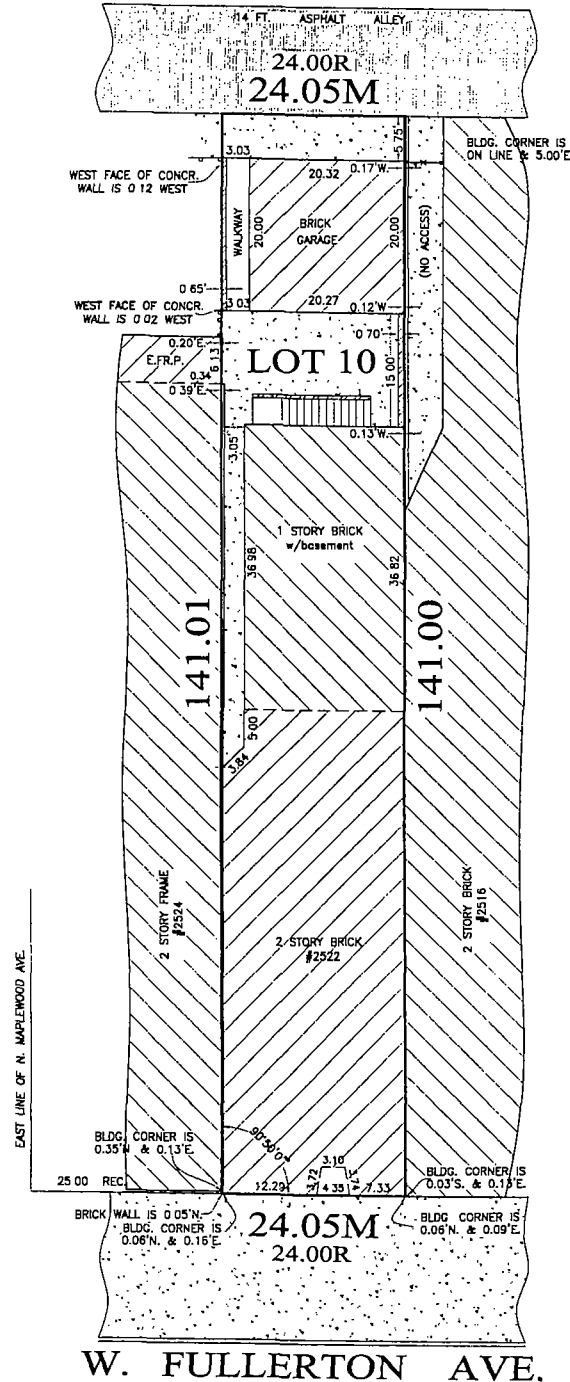 14 FT. ASPHALT ALLEY
24.00R
24.05M
5.75'
BLDG. CORNER IS
ON LINE & 5.00'E
3.03
20.32
0.17'W.
WEST FACE OF CONCR.
WALL IS 0 12 WEST
WALKWAY
20.00
BRICK
GARAGE
20.00
(NO ACCESS)
0 65'
WEST FACE OF CONCR.
WALL IS 0 02 WEST
3.03
20.27
0.12'W
0.20'E.
6 13
0 70'
LOT 10
15 00
E.FR.P.
0.34
0 39'E.
3.05'
0.13'W.
1 STORY BRICK
w/basement
36 98
36 82
141.01
141.00
5 00
3.84
2 STORY FRAME
#2524
2 STORY BRICK
#2522
2 STORY BRICK
#2516
EAST LINE OF N. MAPLEWOOD AVE.
BLDG. CORNER IS
0.35'N & 0.13'E.
90°50'0"
3.10
3.72
3.74
12.29
4 35
7.33
BLDG. CORNER IS
0.03'S. & 0.13'E.
25 00 REC.
BRICK WALL IS 0 05'N.
BLDG. CORNER IS
0.06'N. & 0.16'E.
24.05M
24.00R
BLDG CORNER IS
0.06'N. & 0.09'E.
W. FULLERTON AVE.